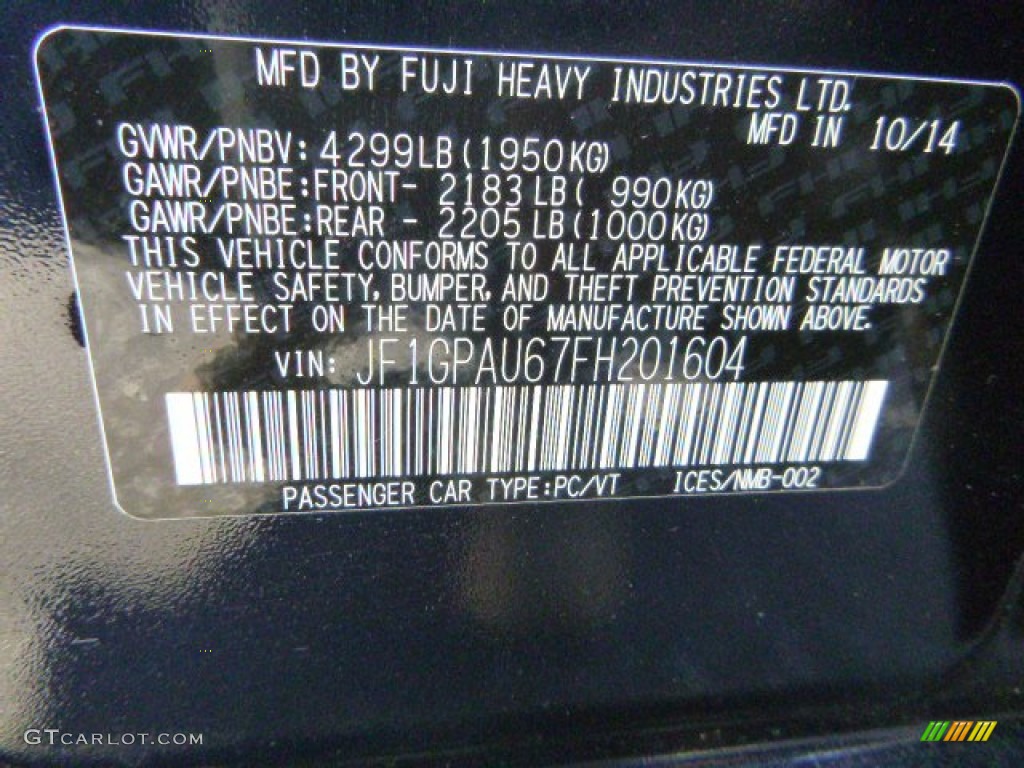 MFD BY FUJI HEAVY INDUSTRIES LTD.
MFD IN 10/14
GVWR/PNBV: 4299LB (1950KG)
GAWR/PNBE:FRONT- 2183 LB ( 990KG)
GAWR/PNBE:REAR - 2205 LB (1000KG)
THIS VEHICLE CONFORMS TO ALL APPLICABLE FEDERAL MOTOR
VEHICLE SAFETY, BUMPER, AND THEFT PREVENTION STANDARDS
IN EFFECT ON THE DATE OF MANUFACTURE SHOWN ABOVE.
VIN: JF1GPAU67FH201604
PASSENGER CAR TYPE:PC/VT ICES/NMB-002
GTCARLOT.COM